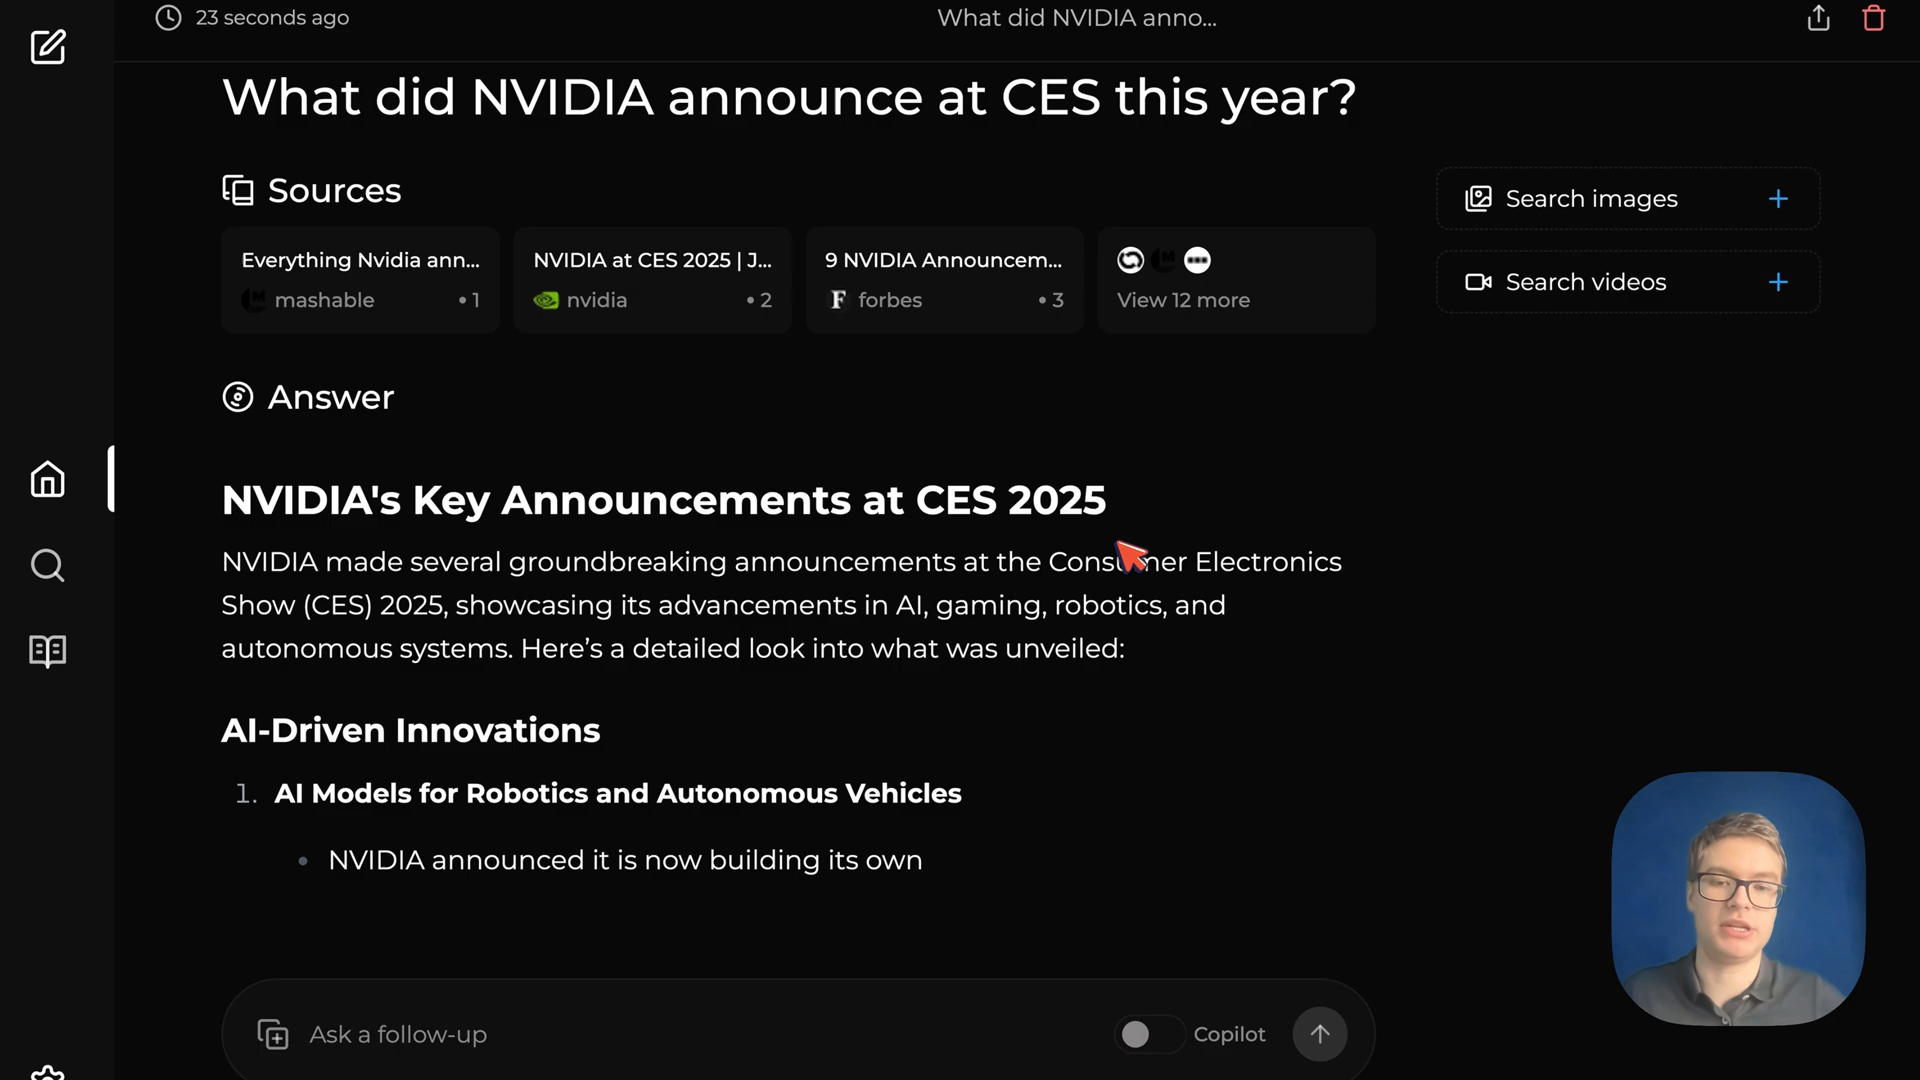 23 seconds ago
What did NVIDIA anno...
What did NVIDIA announce at CES this year?
Sources
Everything Nvidia ann...
mashable • 1
NVIDIA at CES 2025 | J...
nvidia • 2
9 NVIDIA Announcem...
forbes • 3
View 12 more
Search images
Search videos
Answer
NVIDIA's Key Announcements at CES 2025
NVIDIA made several groundbreaking announcements at the Consumer Electronics
Show (CES) 2025, showcasing its advancements in AI, gaming, robotics, and
autonomous systems. Here’s a detailed look into what was unveiled:
AI-Driven Innovations
1. AI Models for Robotics and Autonomous Vehicles
• NVIDIA announced it is now building its own
Ask a follow-up
Copilot